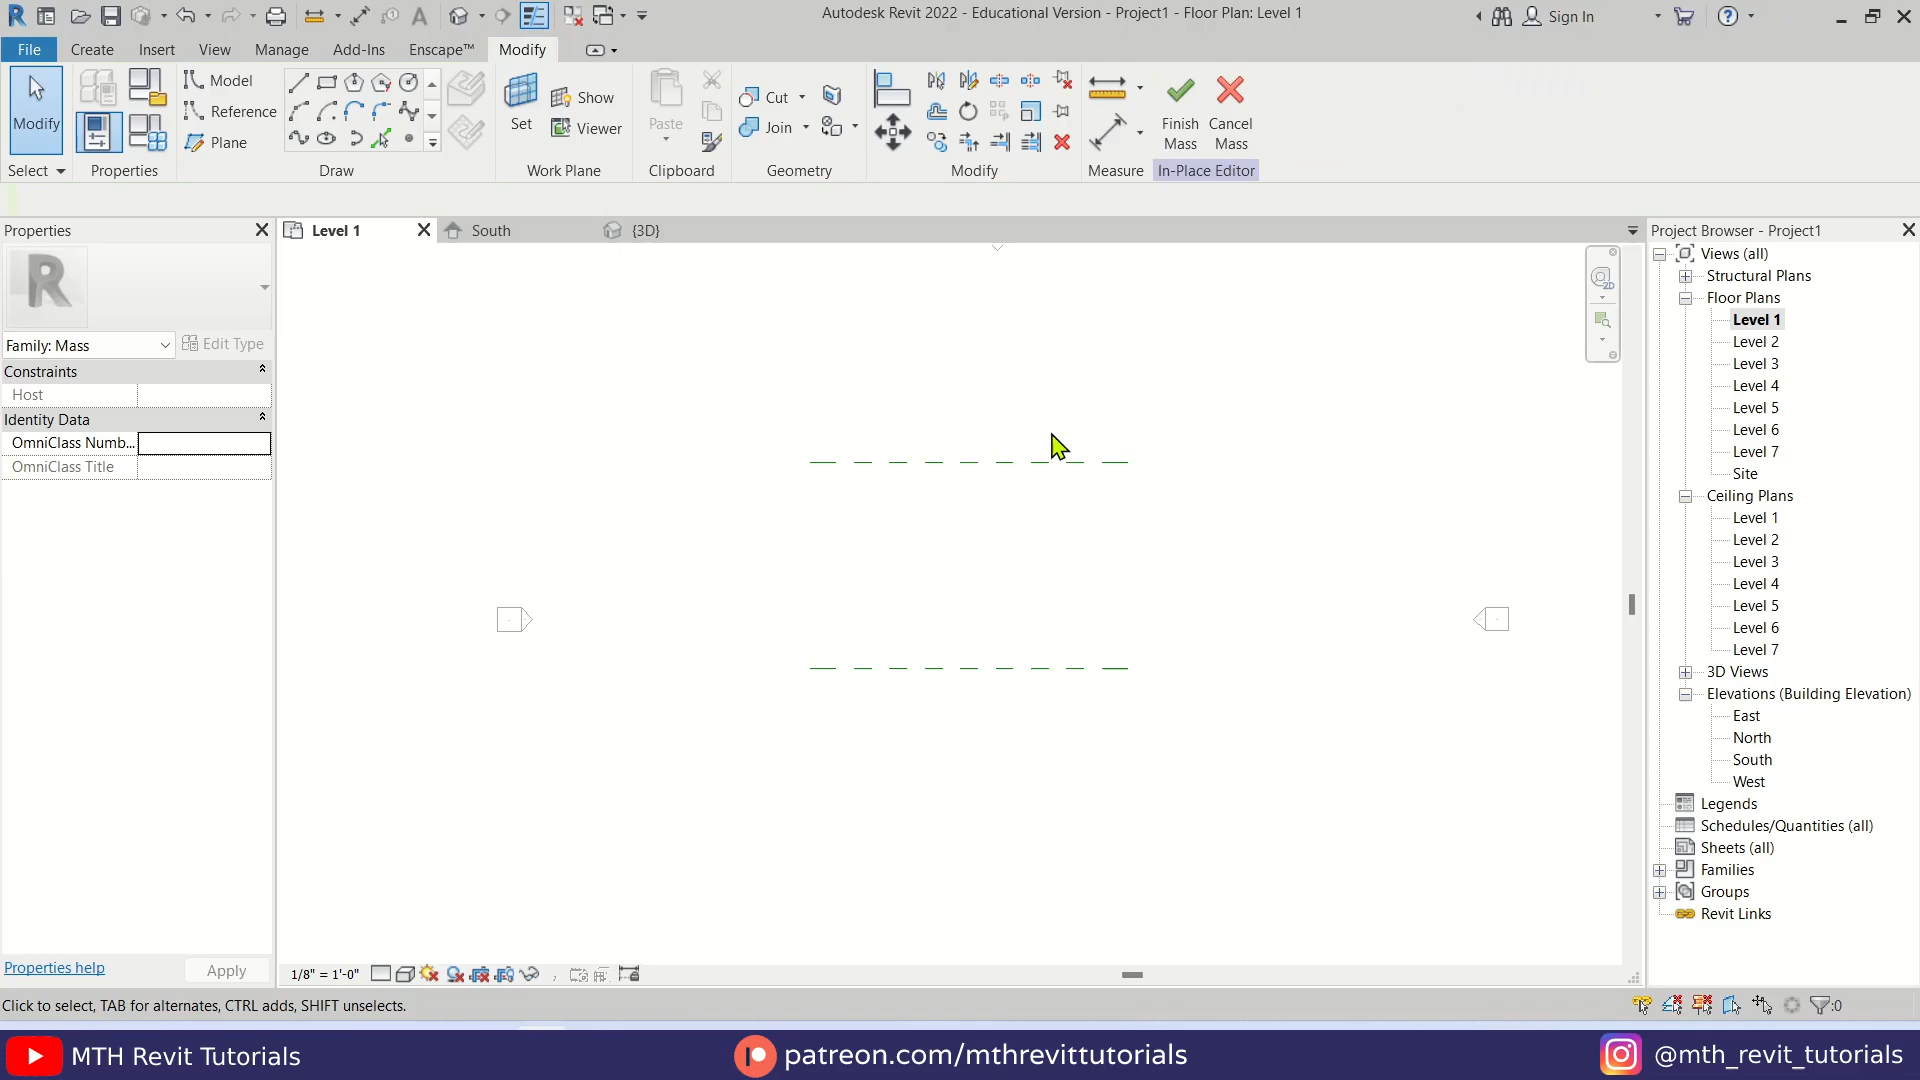 Autodesk Revit 2022 - Educational Version - Project1 - Floor Plan: Level 1
Sign In
File Create Insert View Manage Add-Ins Enscape™ Modify
Modify
Model
Reference
Plane
Set
Show
Viewer
Paste
Cut
Join
Finish Mass
Cancel Mass
Select Properties Draw Work Plane Clipboard Geometry Modify Measure In-Place Editor
Properties
Level 1
South
{3D}
Project Browser - Project1
R
Family: Mass
Edit Type
Constraints
Host
Identity Data
OmniClass Numb...
OmniClass Title
2D
Views (all)
Structural Plans
Floor Plans
Level 1
Level 2
Level 3
Level 4
Level 5
Level 6
Level 7
Site
Ceiling Plans
Level 1
Level 2
Level 3
Level 4
Level 5
Level 6
Level 7
3D Views
Elevations (Building Elevation)
East
North
South
West
Legends
Schedules/Quantities (all)
Sheets (all)
Families
Groups
Revit Links
Properties help
Apply
1/8" = 1'-0"
Click to select, TAB for alternates, CTRL adds, SHIFT unselects.
:0
MTH Revit Tutorials
patreon.com/mthrevittutorials
@mth_revit_tutorials